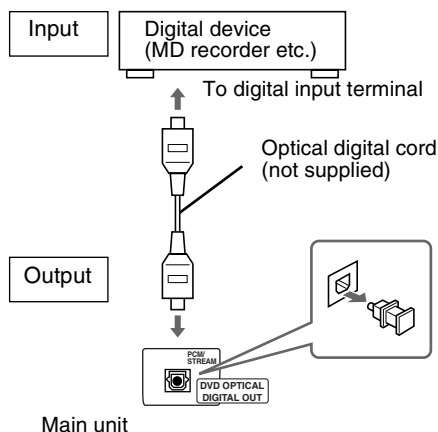 Input
Digital device
(MD recorder etc.)
To digital input terminal
Optical digital cord
(not supplied)
Output
PCM/
STREAM
DVD OPTICAL
DIGITAL OUT
Main unit